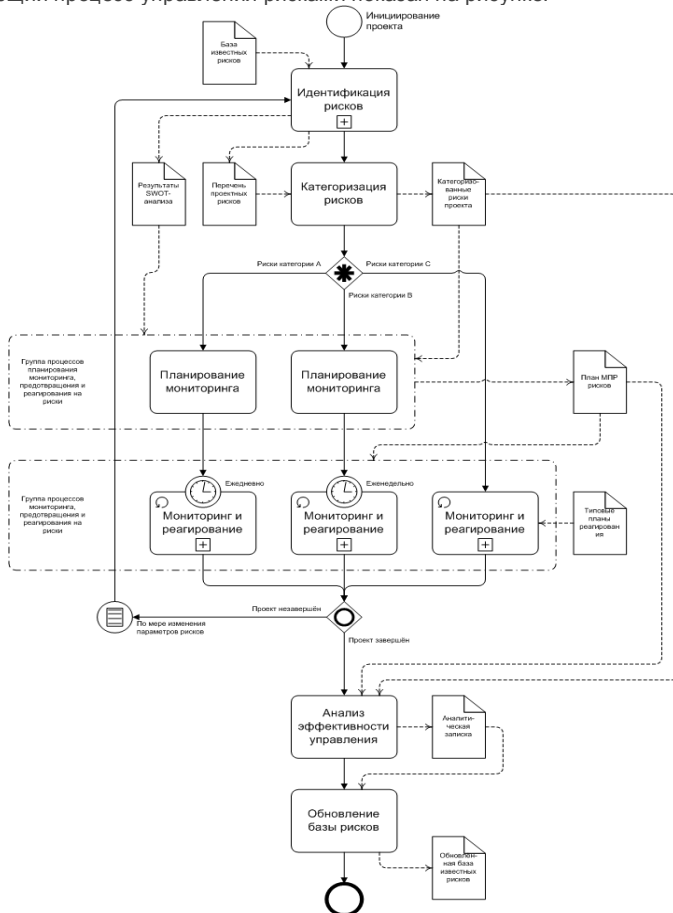 щий процесс управления рисками показан на рисунке.
Инициирование
проекта
База
известных
рисков
Идентификация
рисков
Результаты
SWOT-
анализа
Перечень
проектных
рисков
Категоризация
рисков
Категоризо-
ванные
риски
проекта
Риски категории А
Риски категории С
Риски категории В
Группа процессов
планирования
мониторинга,
предотвращения и
реагирования на
риски
Планирование
мониторинга
Планирование
мониторинга
План МПР
рисков
Ежедневно
Еженедельно
Группа процессов
мониторинга,
предотвращения и
реагирования на
риски
Мониторинг и
реагирование
Мониторинг и
реагирование
Мониторинг и
реагирование
Типовые
планы
реагирован
ия
Проект незавершён
По мере изменения
параметров рисков
Проект завершён
Анализ
эффективности
управления
Аналити-
ческая
записка
Обновление
базы рисков
Обновлен-
ная база
известных
рисков